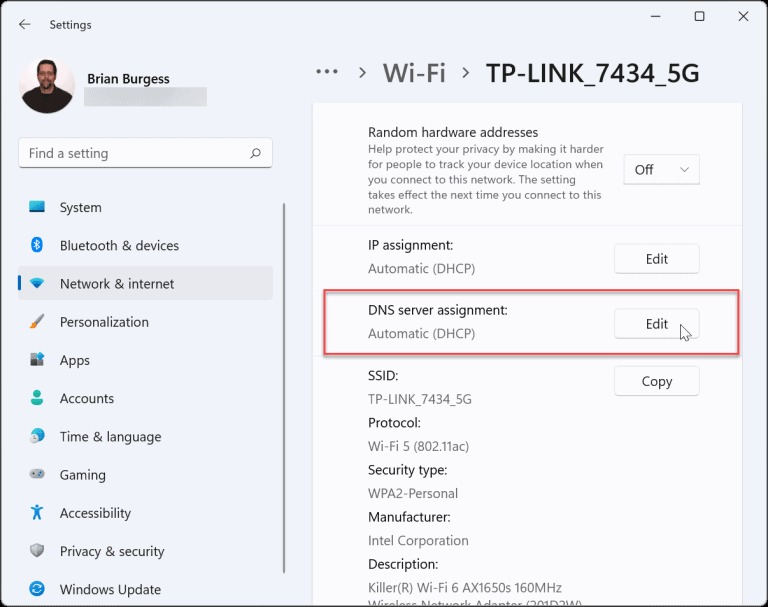 Settings
Brian Burgess
Find a setting
System
Bluetooth & devices
Network & internet
Personalization
Apps
Accounts
Time & language
Gaming
Accessibility
Privacy & security
Windows Update
··· > Wi-Fi > TP-LINK_7434_5G
Random hardware addresses
Help protect your privacy by making it harder
for people to track your device location when
you connect to this network. The setting
takes effect the next time you connect to this
network.
Off
IP assignment:
Automatic (DHCP)
Edit
DNS server assignment:
Automatic (DHCP)
Edit
SSID:
TP-LINK_7434_5G
Copy
Protocol:
Wi-Fi 5 (802.11ac)
Security type:
WPA2-Personal
Manufacturer:
Intel Corporation
Description:
Killer(R) Wi-Fi 6 AX1650s 160MHz
Wireless Network Adapter (201D2W)